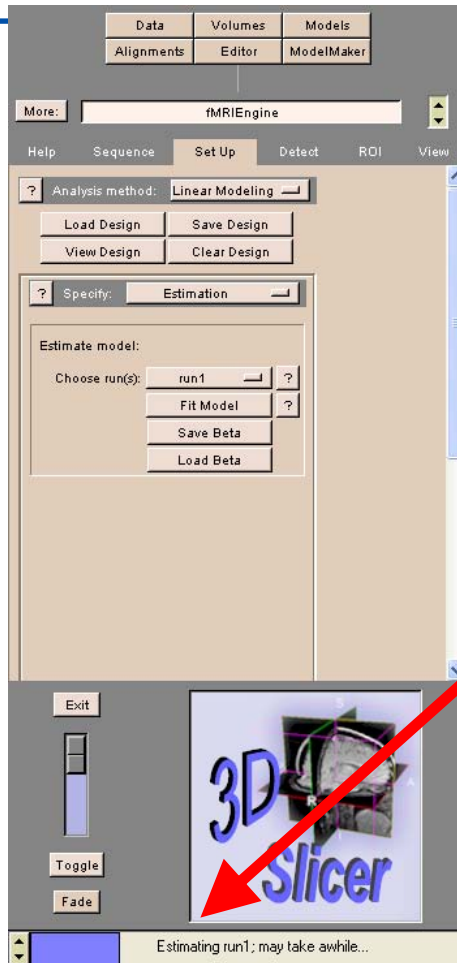 Data Volumes Models
Alignments Editor ModelMaker
More: fMRIEngine
Help Sequence Set Up Detect ROI View
? Analysis method: Linear Modeling
Load Design Save Design
View Design Clear Design
? Specify: Estimation
Estimate model:
Choose run(s): run1 ?
Fit Model ?
Save Beta
Load Beta
Exit
S
R
A
I
3D
Slicer
Toggle
Fade
Estimating run1; may take awhile...